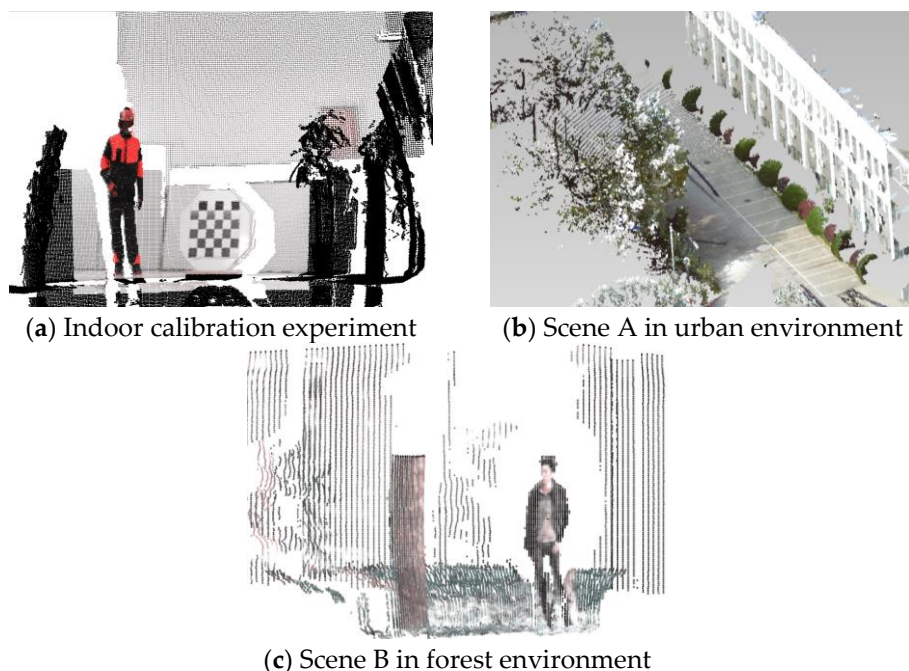 (a) Indoor calibration experiment
(b) Scene A in urban environment
(c) Scene B in forest environment